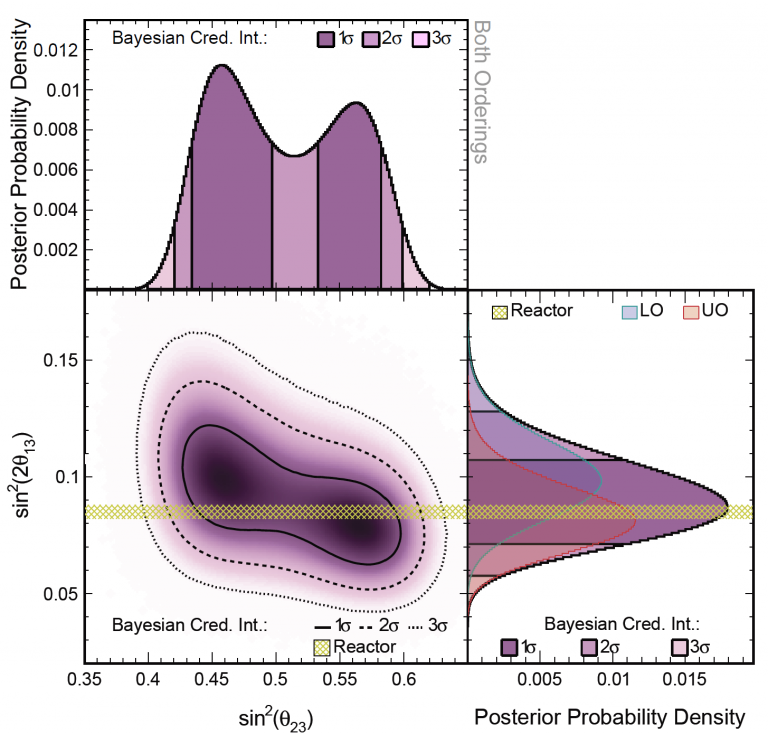 Posterior Probability Density
Bayesian Cred. Int.: 1σ 2σ 3σ
0.012
0.01
0.008
0.006
0.004
0.002
Both Orderings
sin²(2θ₁₃)
0.15
0.1
0.05
Bayesian Cred. Int.: 1σ 2σ 3σ
Reactor
0.35 0.4 0.45 0.5 0.55 0.6
sin²(θ₂₃)
Reactor LO UO
Bayesian Cred. Int.:
1σ 2σ 3σ
0.005 0.01 0.015
Posterior Probability Density